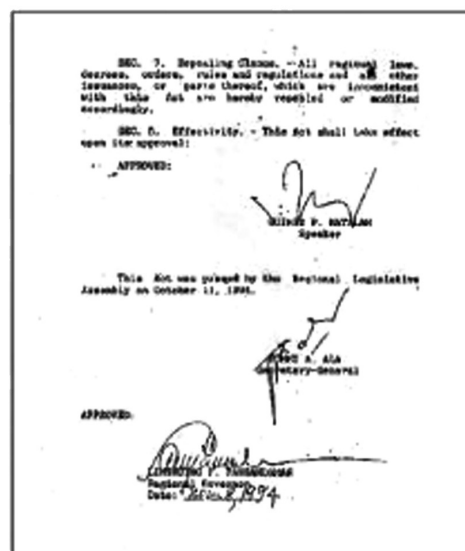 SEC. 7. Repealing Clause. - All regional laws,
decrees, orders, rules and regulations and all other
issuances, or parts thereof, which are inconsistent
with this Act are hereby repealed or modified
accordingly.
SEC. 8. Effectivity. - This Act shall take effect
upon its approval.
APPROVED:
P.
Speaker
This Act was passed by the Regional Legislative
Assembly on October 11, 1994.
A. ALA
Secretary-General
APPROVED:
Regional Governor
Date: 1994